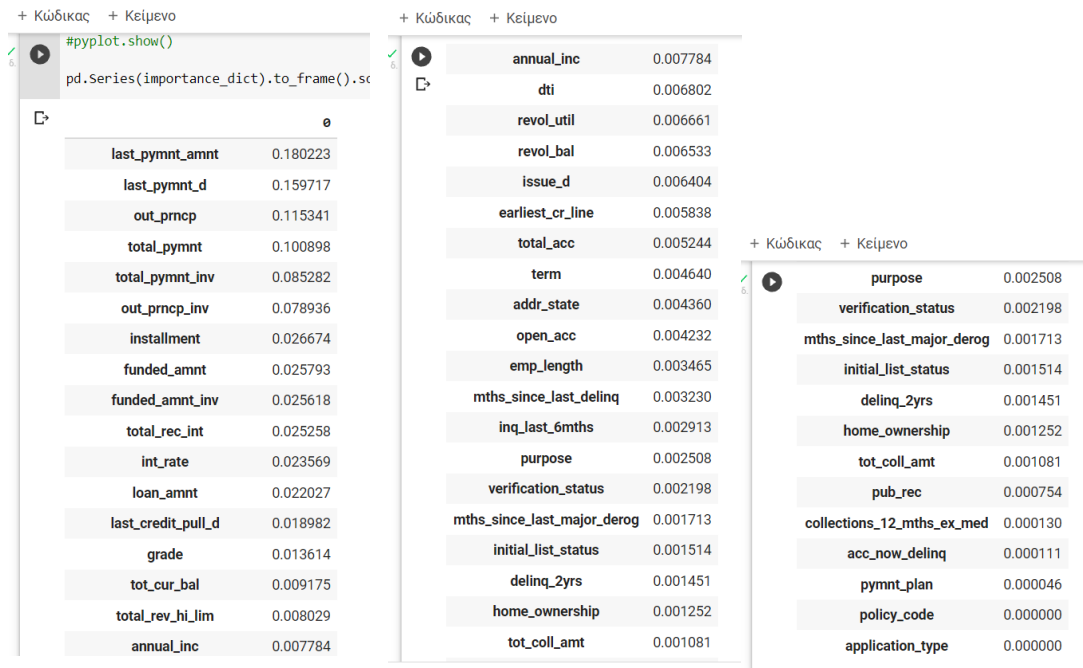 + Κώδικας + Κείμενο
#pyplot.show()
pd.Series(importance_dict).to_frame().so
0
last_pymnt_amnt 0.180223
last_pymnt_d 0.159717
out_prncp 0.115341
total_pymnt 0.100898
total_pymnt_inv 0.085282
out_prncp_inv 0.078936
installment 0.026674
funded_amnt 0.025793
funded_amnt_inv 0.025618
total_rec_int 0.025258
int_rate 0.023569
loan_amnt 0.022027
last_credit_pull_d 0.018982
grade 0.013614
tot_cur_bal 0.009175
total_rev_hi_lim 0.008029
annual_inc 0.007784
+ Κώδικας + Κείμενο
annual_inc 0.007784
dti 0.006802
revol_util 0.006661
revol_bal 0.006533
issue_d 0.006404
earliest_cr_line 0.005838
total_acc 0.005244
term 0.004640
addr_state 0.004360
open_acc 0.004232
emp_length 0.003465
mths_since_last_delinq 0.003230
inq_last_6mths 0.002913
purpose 0.002508
verification_status 0.002198
mths_since_last_major_derog 0.001713
initial_list_status 0.001514
delinq_2yrs 0.001451
home_ownership 0.001252
tot_coll_amt 0.001081
+ Κώδικας + Κείμενο
purpose 0.002508
verification_status 0.002198
mths_since_last_major_derog 0.001713
initial_list_status 0.001514
delinq_2yrs 0.001451
home_ownership 0.001252
tot_coll_amt 0.001081
pub_rec 0.000754
collections_12_mths_ex_med 0.000130
acc_now_delinq 0.000111
pymnt_plan 0.000046
policy_code 0.000000
application_type 0.000000